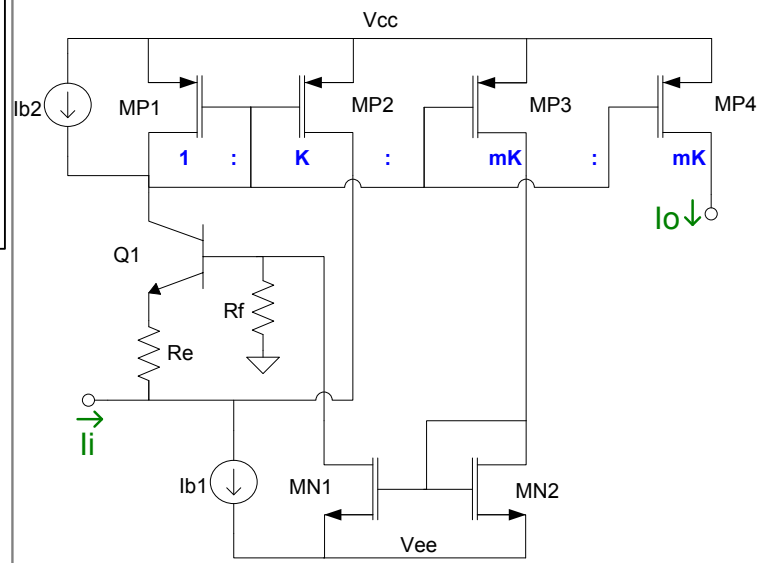 Vcc
Ib2
MP1
MP2
MP3
MP4
1 : K : mK : mK
Io
Q1
Rf
Re
Ii
Ib1
MN1
MN2
Vee